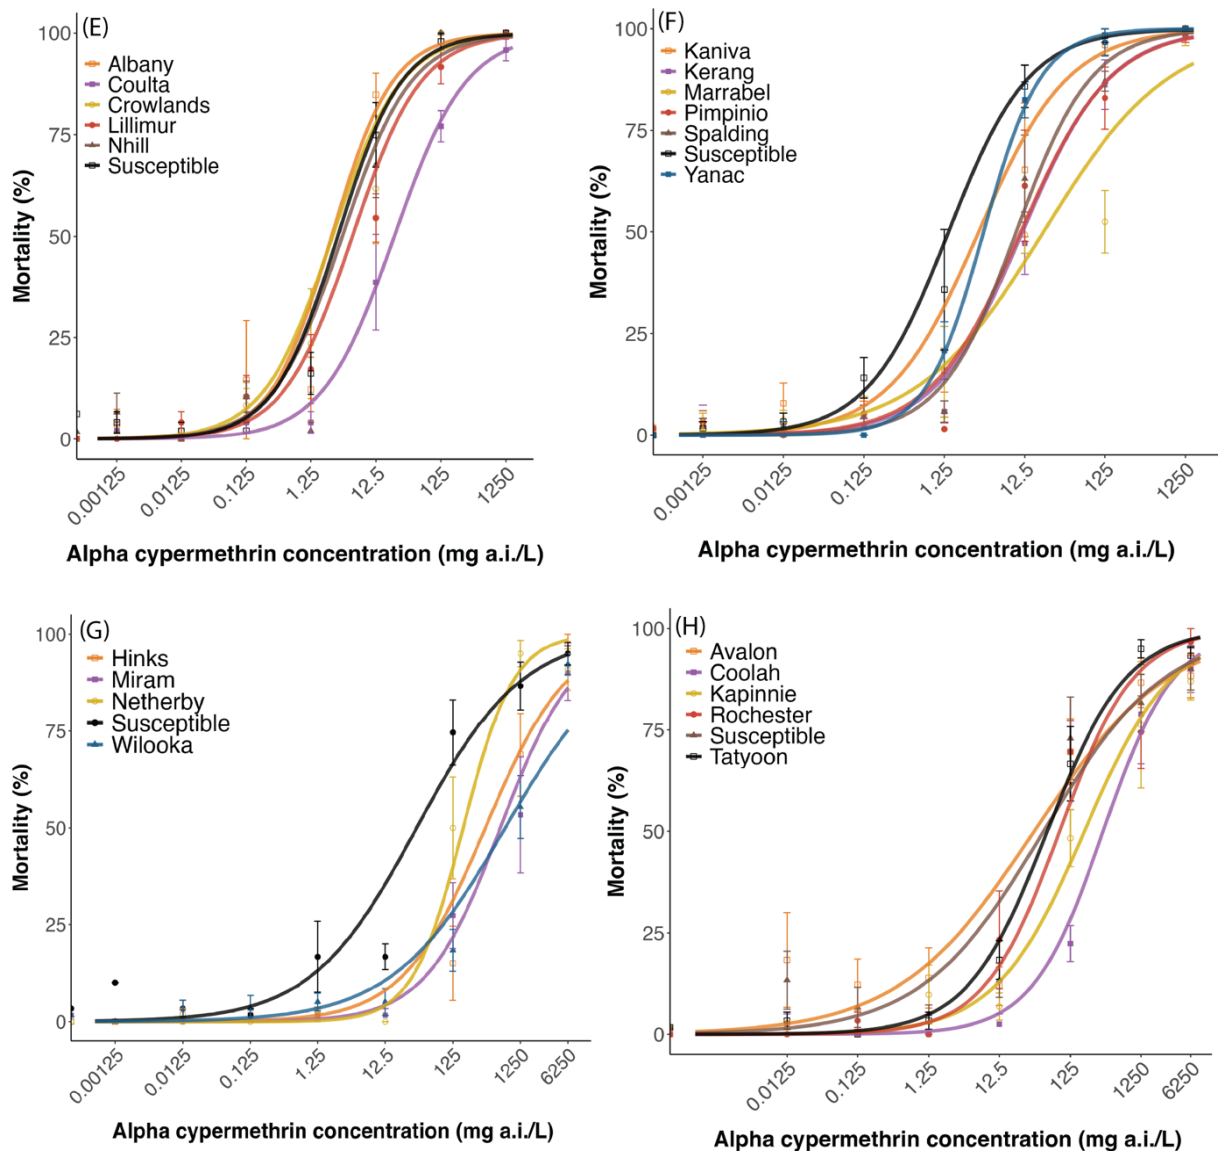 (E)
Albany
Coulta
Crowlands
Lillimur
Nhill
Susceptible
Mortality (%)
100
75
50
25
0
0.00125
0.0125
0.125
1.25
12.5
125
1250
Alpha cypermethrin concentration (mg a.i./L)
(F)
Kaniva
Kerang
Marrabel
Pimpinio
Spalding
Susceptible
Yanac
Mortality (%)
100
75
50
25
0
0.00125
0.0125
0.125
1.25
12.5
125
1250
Alpha cypermethrin concentration (mg a.i./L)
(G)
Hinks
Miram
Netherby
Susceptible
Wilooka
Mortality (%)
100
75
50
25
0
0.00125
0.0125
0.125
1.25
12.5
125
1250
6250
Alpha cypermethrin concentration (mg a.i./L)
(H)
Avalon
Coolah
Kapinnie
Rochester
Susceptible
Tatyoon
Mortality (%)
100
75
50
25
0
0.0125
0.125
1.25
12.5
125
1250
6250
Alpha cypermethrin concentration (mg a.i./L)